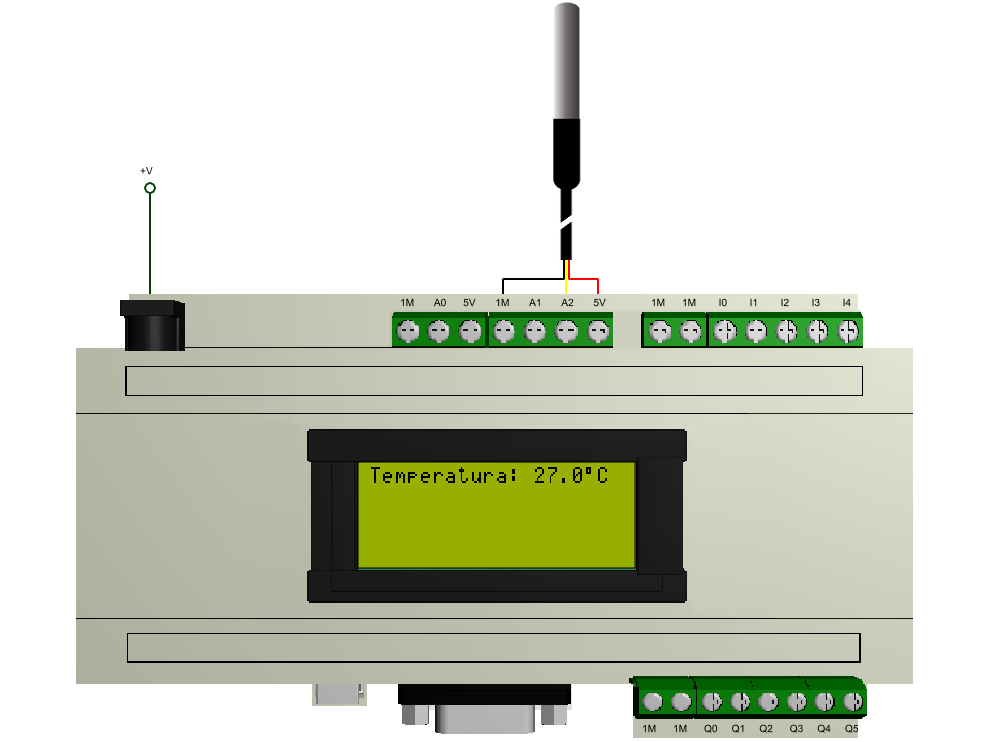 +V
1M A0 5V 1M A1 A2 5V 1M 1M I0 I1 I2 I3 I4
Temperatura: 27.0°C
1M 1M Q0 Q1 Q2 Q3 Q4 Q5